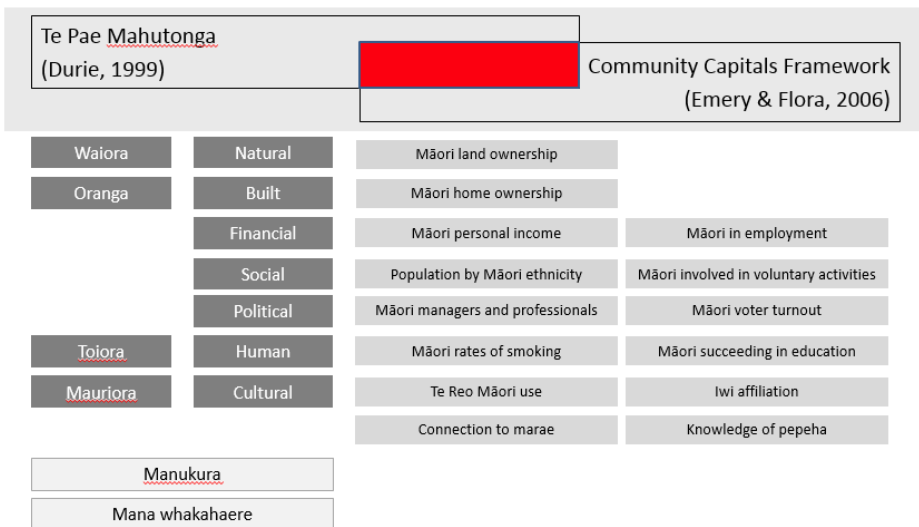 Te Pae Mahutonga
(Durie, 1999)
Community Capitals Framework
(Emery & Flora, 2006)
Waiora Natural Māori land ownership
Oranga Built Māori home ownership
Financial Māori personal income Māori in employment
Social Population by Māori ethnicity Māori involved in voluntary activities
Political Māori managers and professionals Māori voter turnout
Toiora Human Māori rates of smoking Māori succeeding in education
Mauriora Cultural Te Reo Māori use Iwi affiliation
Connection to marae Knowledge of pepeha
Manukura
Mana whakahaere